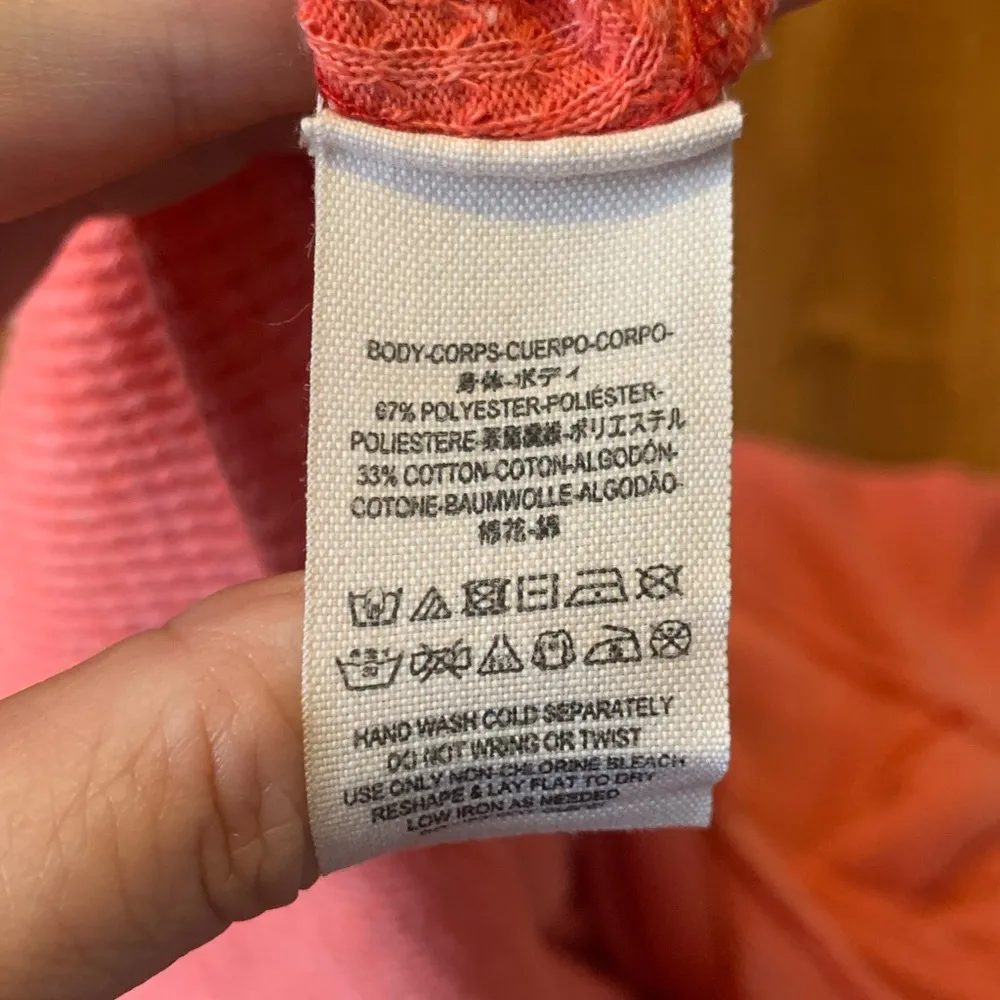 BODY-CORPS-CUERPO-CORPO-
身体-ボディ
67% POLYESTER-POLIÉSTER-
POLIESTERE-聚酯纖維-ポリエステル
33% COTTON-COTON-ALGODÓN-
COTONE-BAUMWOLLE-ALGODÃO-
棉花-綿
HAND WASH COLD SEPARATELY
DO NOT WRING OR TWIST
USE ONLY NON-CHLORINE BLEACH
RESHAPE & LAY FLAT TO DRY
LOW IRON AS NEEDED